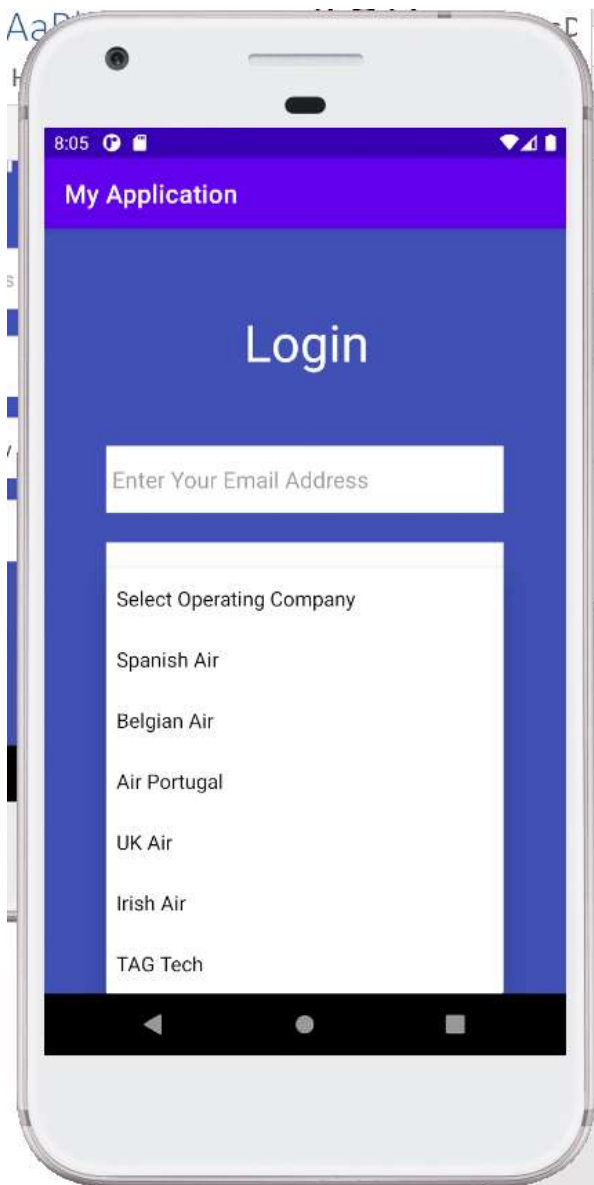 8:05
My Application
Login
Enter Your Email Address
Select Operating Company
Spanish Air
Belgian Air
Air Portugal
UK Air
Irish Air
TAG Tech